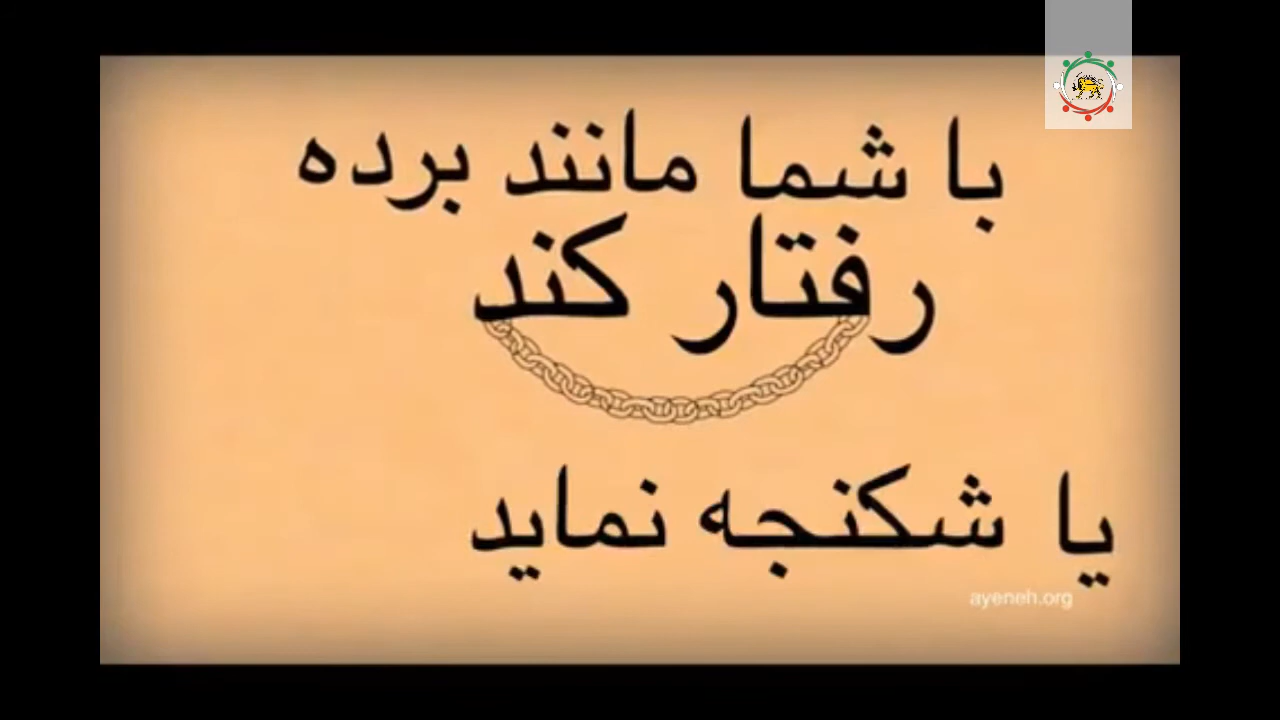 با شما مانند برده
رفتار کند
یا شکنجه نماید
ayeneh.org